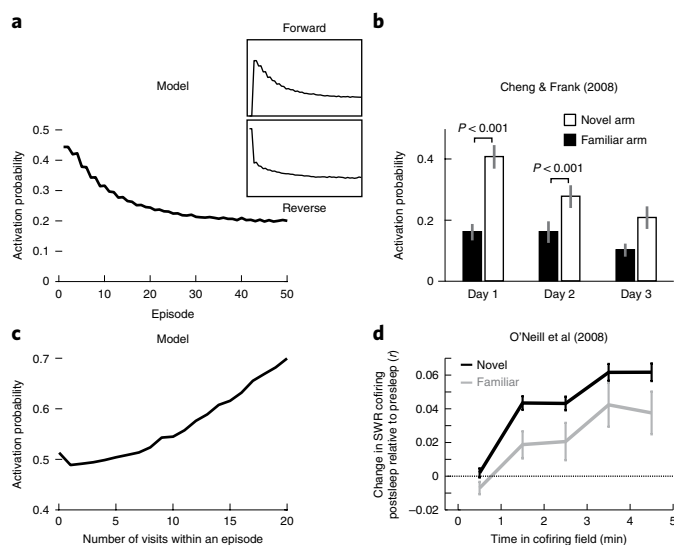 a
Forward
Model
0.5
0.4
0.3
0.2
0.1
0
Activation probability
0
10
20
30
40
50
Episode
Reverse
b
Cheng & Frank (2008)
Novel arm
Familiar arm
P < 0.001
P < 0.001
0.4
0.2
0
Activation probability
Day 1
Day 2
Day 3
c
Model
0.7
0.6
0.5
0.4
Activation probability
0
5
10
15
20
Number of visits within an episode
d
O'Neill et al (2008)
Novel
Familiar
0.06
0.04
0.02
0
−0.02
Change in SWR cofiring
postsleep relative to presleep (r)
0
1
2
3
4
5
Time in cofiring field (min)